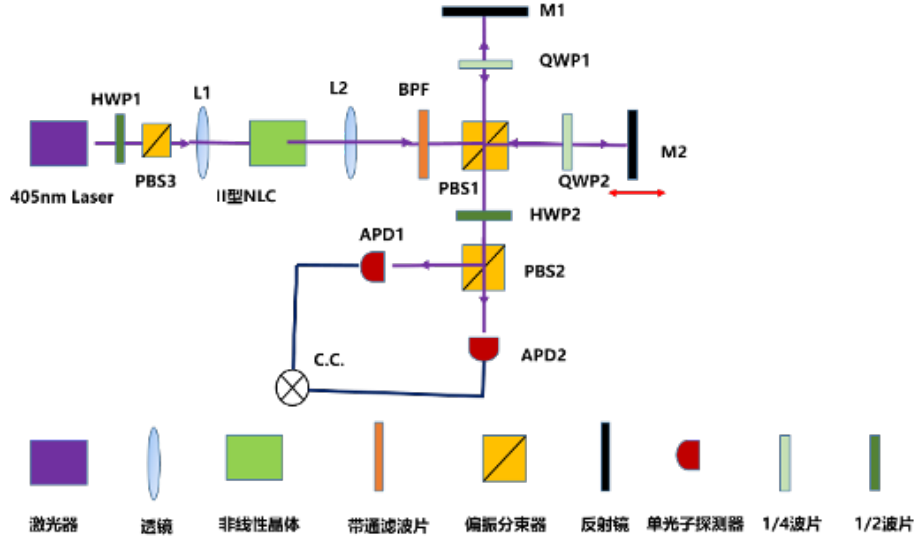 M1
QWP1
HWP1
L1
L2
BPF
M2
PBS3
PBS1
QWP2
405nm Laser
II型NLC
HWP2
APD1
PBS2
APD2
C.C.
激光器
透镜
非线性晶体
带通滤波片
偏振分束器
反射镜
单光子探测器
1/4波片
1/2波片